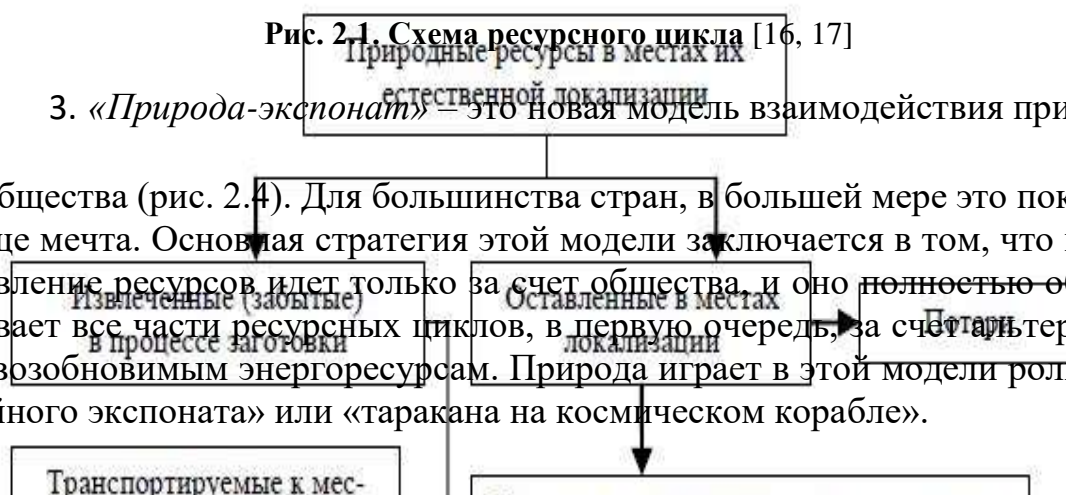 Рис. 2.1. Схема ресурсного цикла [16, 17]
Природные ресурсы в местах их
естественной локализации
3. «Природа-экспонат» – это новая модель взаимодействия при
бщества (рис. 2.4). Для большинства стран, в большей мере это пок
це мечта. Основная стратегия этой модели заключается в том, что
вление ресурсов идет только за счет общества, и оно полностью об
вает все части ресурсных циклов, в первую очередь, за счет альтер
возобновимым энергоресурсам. Природа играет в этой модели рол
йного экспоната» или «таракана на космическом корабле».
Извлеченные (забытые)
в процессе заготовки
Оставленные в местах
локализации
Потери
Транспортируемые к мес-